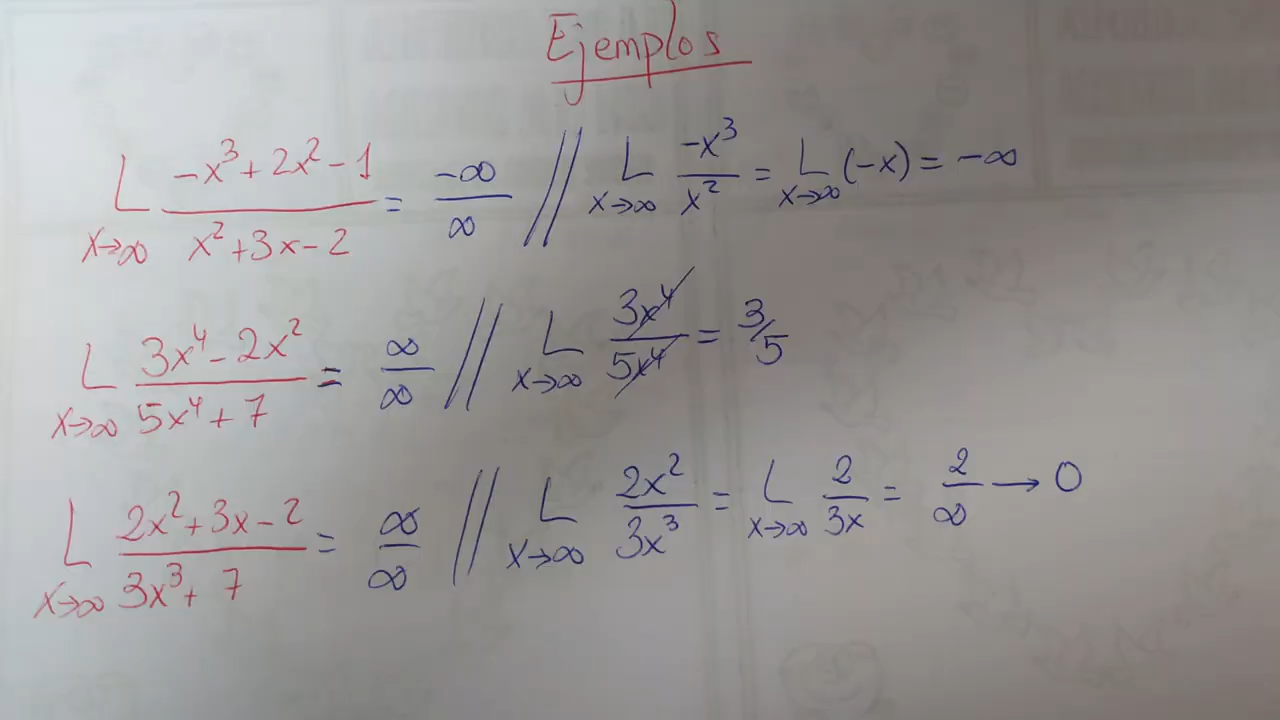 Ejemplos
L x→∞ (-x³+2x²-1)/(x²+3x-2) = -∞/∞ // L x→∞ -x³/x² = L x→∞ (-x) = -∞
L x→∞ (3x⁴-2x²)/(5x⁴+7) = ∞/∞ // L x→∞ 3x⁴/5x⁴ = 3/5
L x→∞ (2x²+3x-2)/(3x³+7) = ∞/∞ // L x→∞ 2x²/3x³ = L x→∞ 2/3x = 2/∞ → 0